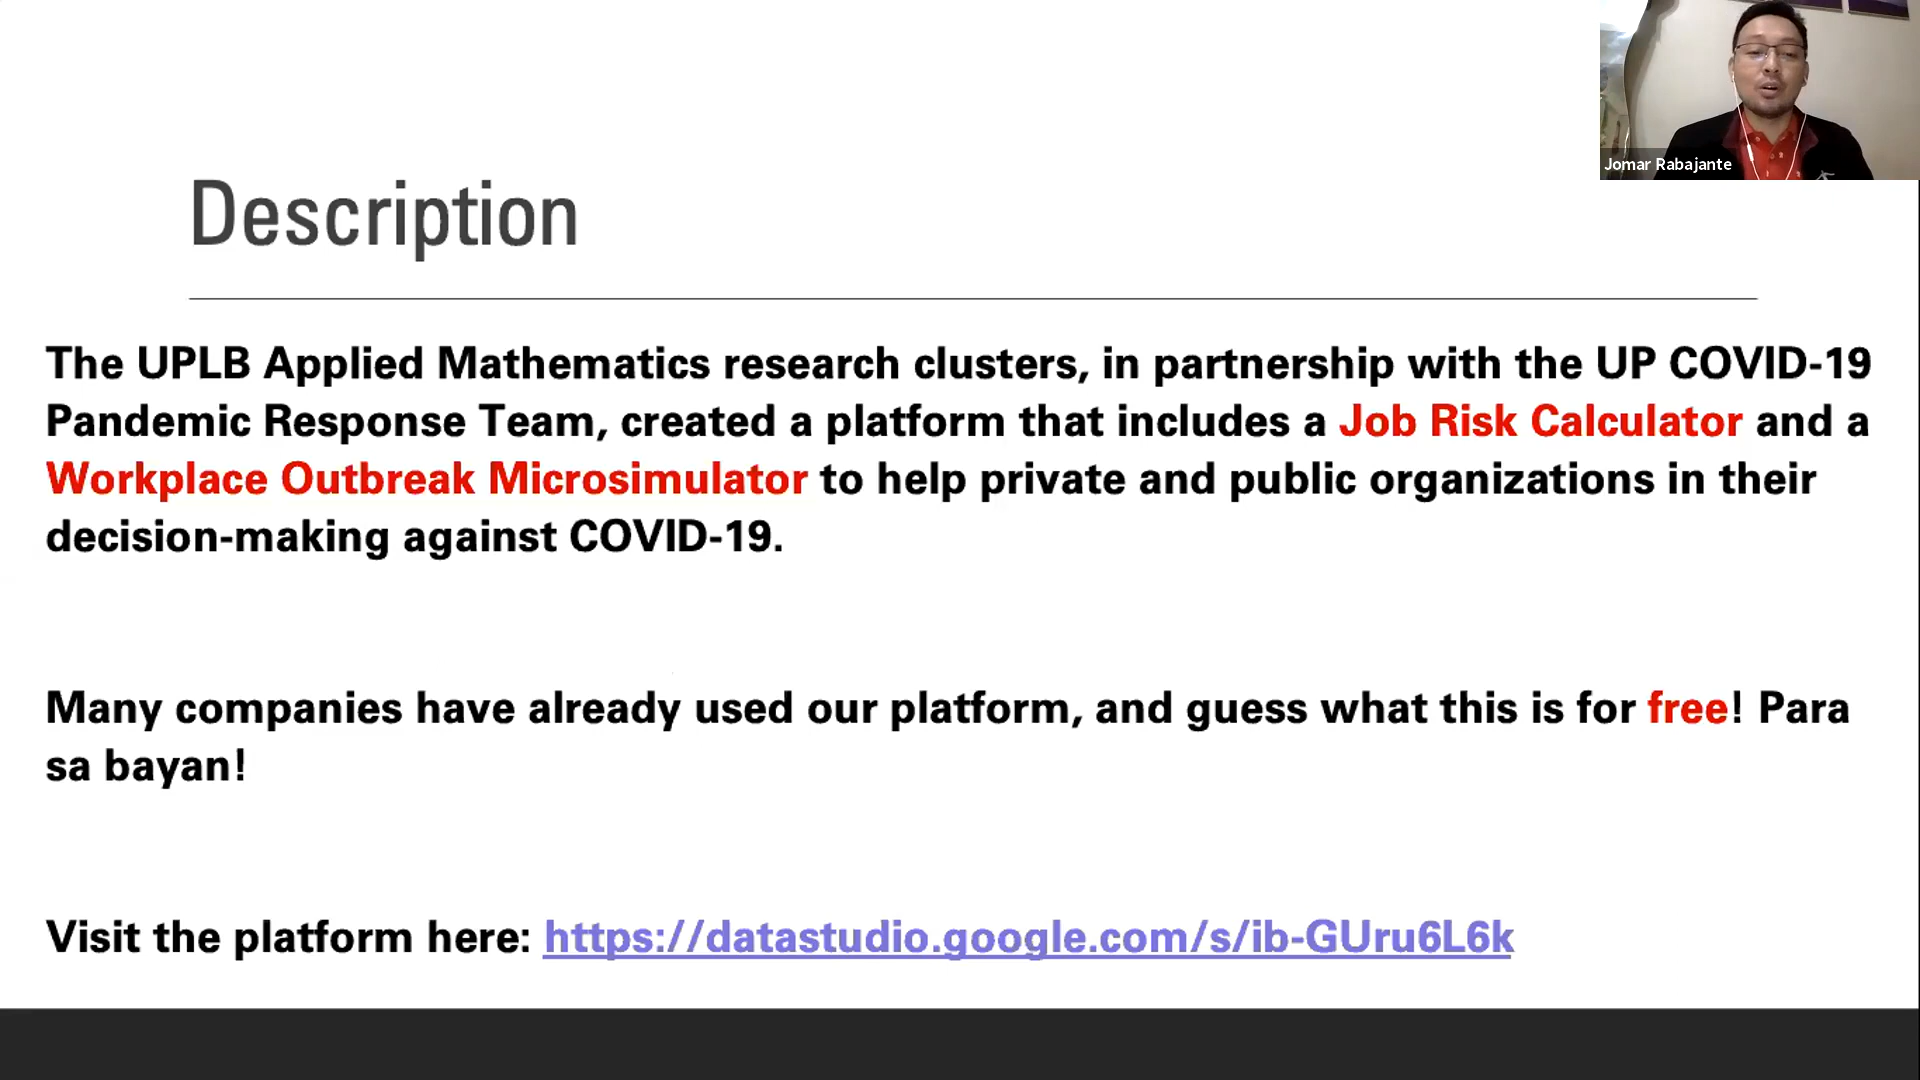 Jomar Rabajante
Description
The UPLB Applied Mathematics research clusters, in partnership with the UP COVID-19
Pandemic Response Team, created a platform that includes a Job Risk Calculator and a
Workplace Outbreak Microsimulator to help private and public organizations in their
decision-making against COVID-19.
Many companies have already used our platform, and guess what this is for free! Para
sa bayan!
Visit the platform here: https://datastudio.google.com/s/ib-GUru6L6k